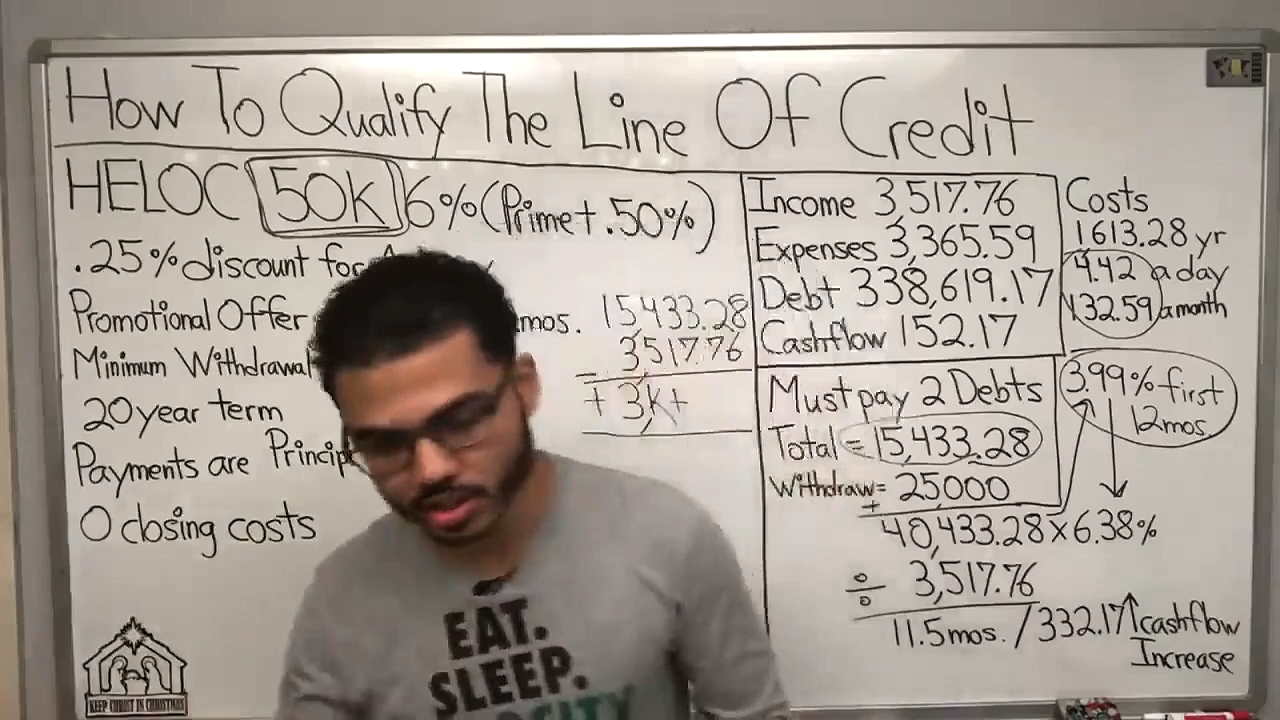 How To Qualify The Line Of Credit
HELOC 50K 6% (Prime + .50%)
.25% discount for
Promotional Offer mos.
Minimum Withdrawal
20 year term
Payments are
0 closing costs
15,433.28
- 3,517.76
+ 3k+
Income 3,517.76
Expenses 3,365.59
Debt 338,619.17
Cashflow 152.17
Costs
1613.28 yr
4.42 a day
132.59 a month
Must pay 2 Debts
Total = 15,433.28
Withdraw = 25000
+
40,433.28 x 6.38%
÷ 3,517.76
11.5mos. / 332.17↑ cashflow
Increase
3.99% first
12mos
KEEP CHRIST IN CHRISTMAS
EAT.
SLEEP.